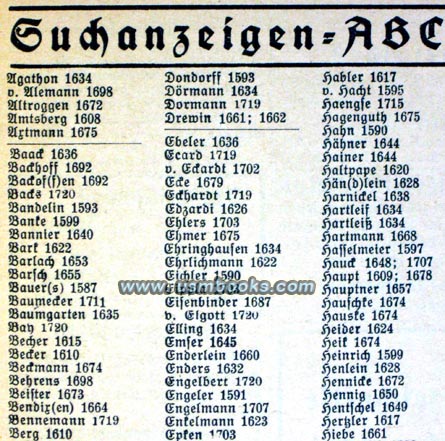 Suchanzeigen-ABC
Agathon 1634
v. Alemann 1698
Altroggen 1672
Amtsberg 1608
Axtmann 1675
Baack 1636
Backhoff 1692
Backof(f)en 1692
Backs 1720
Bandelin 1593
Banke 1599
Bannier 1640
Bark 1622
Barlach 1653
Barsch 1655
Bauer(s) 1587
Baumecker 1711
Baumgarten 1635
Bay 1720
Becher 1615
Becker 1610
Beckmann 1674
Behrens 1698
Beister 1673
Bendix(en) 1664
Bennemann 1719
Berg 1610
Dondorff 1593
Dörmann 1634
Dormann 1719
Drewin 1661; 1662
Ebeler 1636
Ecard 1719
v. Eckardt 1702
Ecke 1679
Eckhardt 1719
Edzardi 1626
Ehlers 1703
Ehmer 1675
Ehringhausen 1634
Ehrlichmann 1622
Eichler 1590
Eisenbinder 1687
v. Elgott 1720
Elling 1634
Emser 1645
Enderlein 1660
Enders 1632
Engelbert 1720
Engeler 1591
Engelmann 1707
Enkelmann 1623
Epken 1703
Habler 1617
v. Hacht 1595
Haengse 1715
Hagenguth 1675
Hahn 1590
Hähner 1644
Hainer 1644
Haltpape 1620
Hän(d)lein 1628
Harnickel 1638
Hartleif 1634
Hartleiß 1634
Hartmann 1668
Hasselmeier 1597
Hauck 1648; 1707
Haupt 1609; 1678
Hauptner 1657
Hauschke 1674
Hauske 1674
Heider 1624
Heik 1674
Heinrich 1599
Henlein 1628
Hennicke 1672
Hennig 1650
Hentschel 1649
Hertzler 1617
Hiebe 1661
www.usmbooks.com